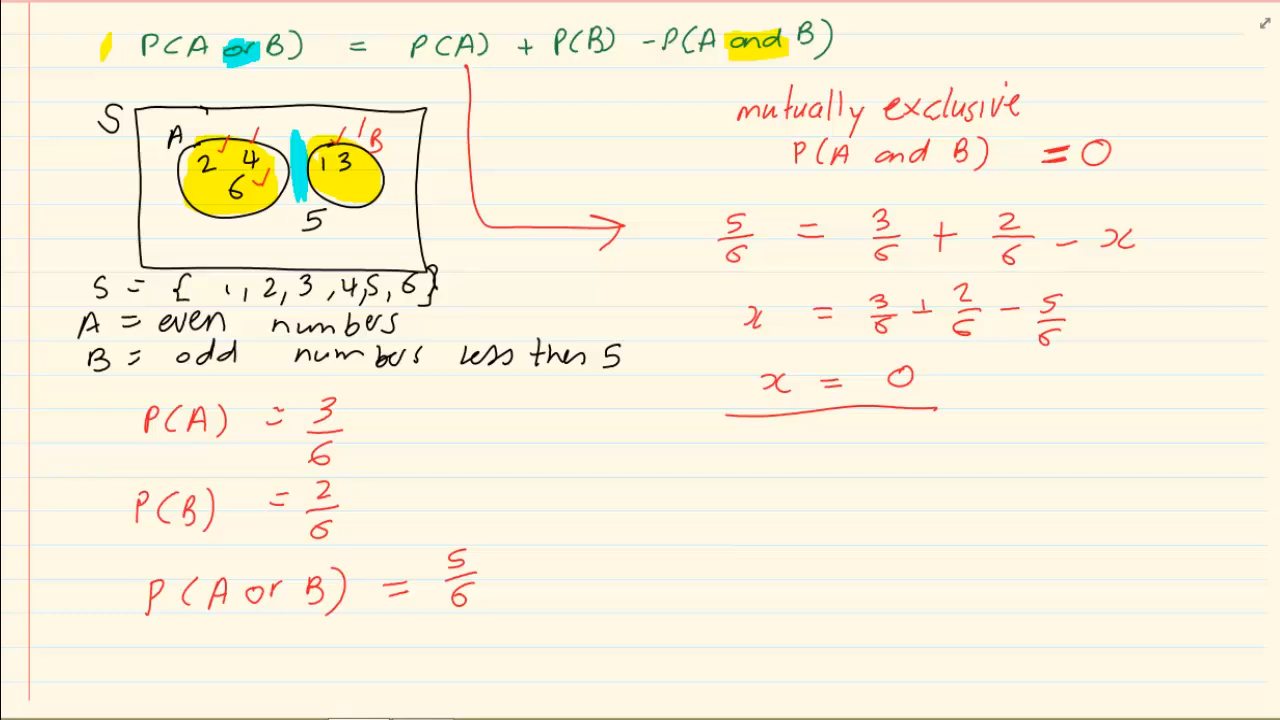 P(A or B) = P(A) + P(B) - P(A and B)
S
A
B
2 4
6
1 3
5
S = { 1, 2, 3, 4, 5, 6 }
A = even numbers
B = odd numbers less then 5
P(A) = 3/6
P(B) = 2/6
P(A or B) = 5/6
mutually exclusive
P(A and B) = 0
5/6 = 3/6 + 2/6 - x
x = 3/6 + 2/6 - 5/6
x = 0